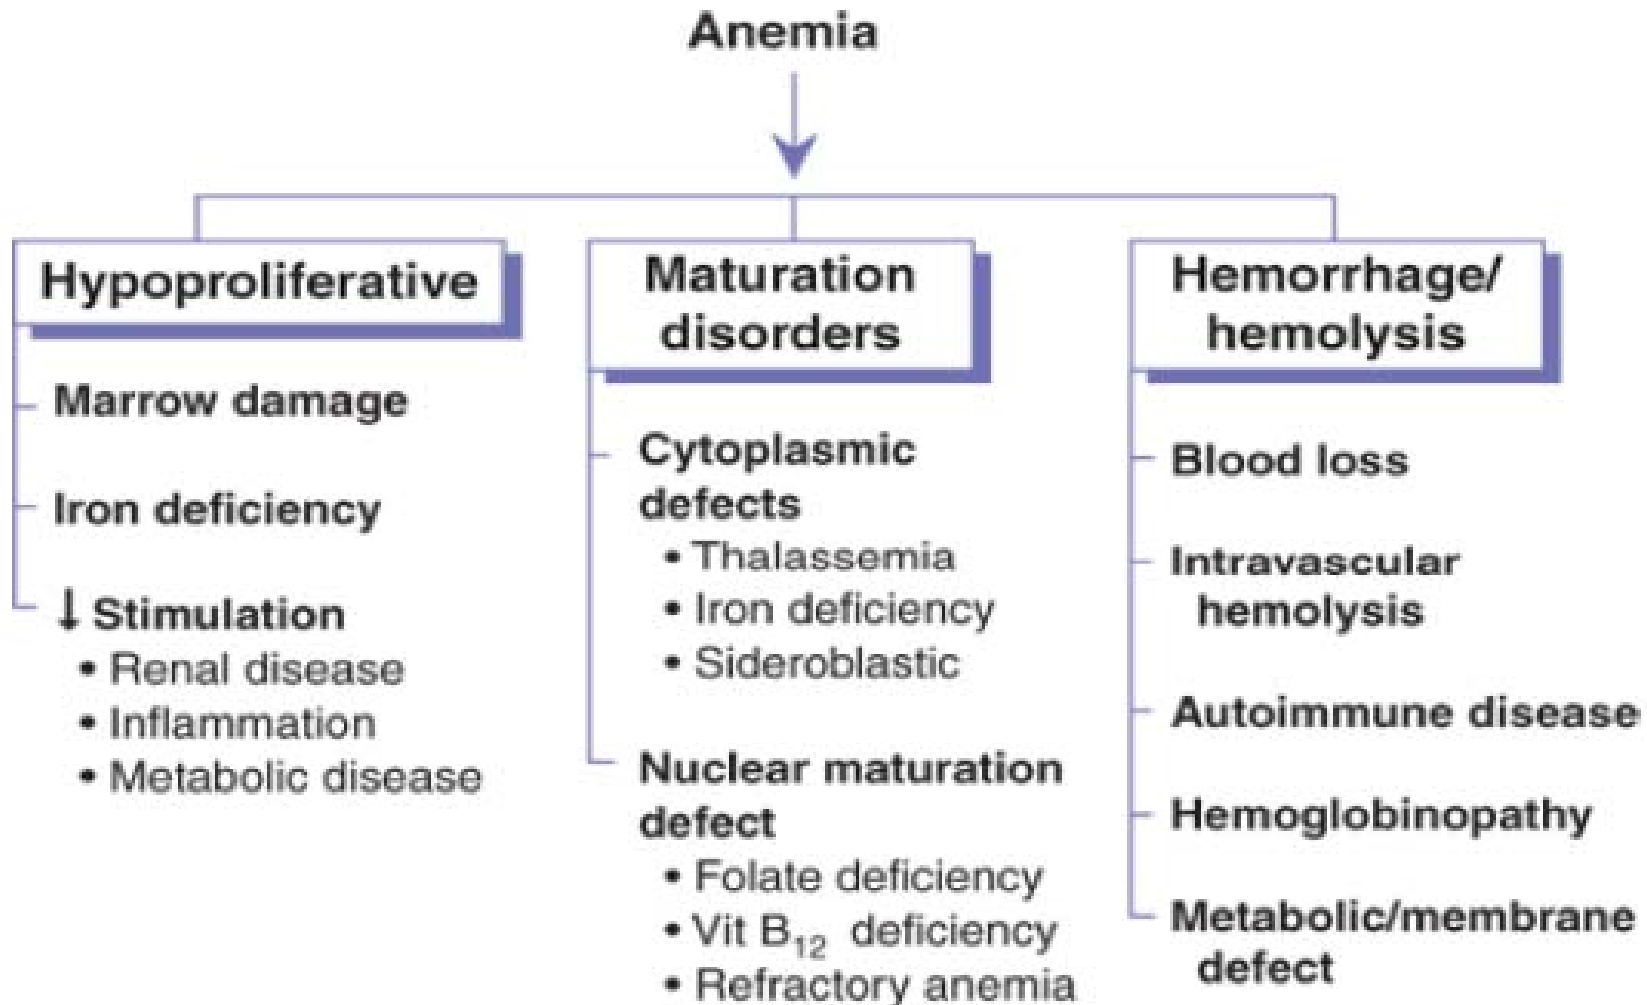 Anemia
Hypoproliferative
Marrow damage
Iron deficiency
↓ Stimulation
• Renal disease
• Inflammation
• Metabolic disease
Maturation
disorders
Cytoplasmic
defects
• Thalassemia
• Iron deficiency
• Sideroblastic
Nuclear maturation
defect
• Folate deficiency
• Vit B₁₂ deficiency
• Refractory anemia
Hemorrhage/
hemolysis
Blood loss
Intravascular
hemolysis
Autoimmune disease
Hemoglobinopathy
Metabolic/membrane
defect